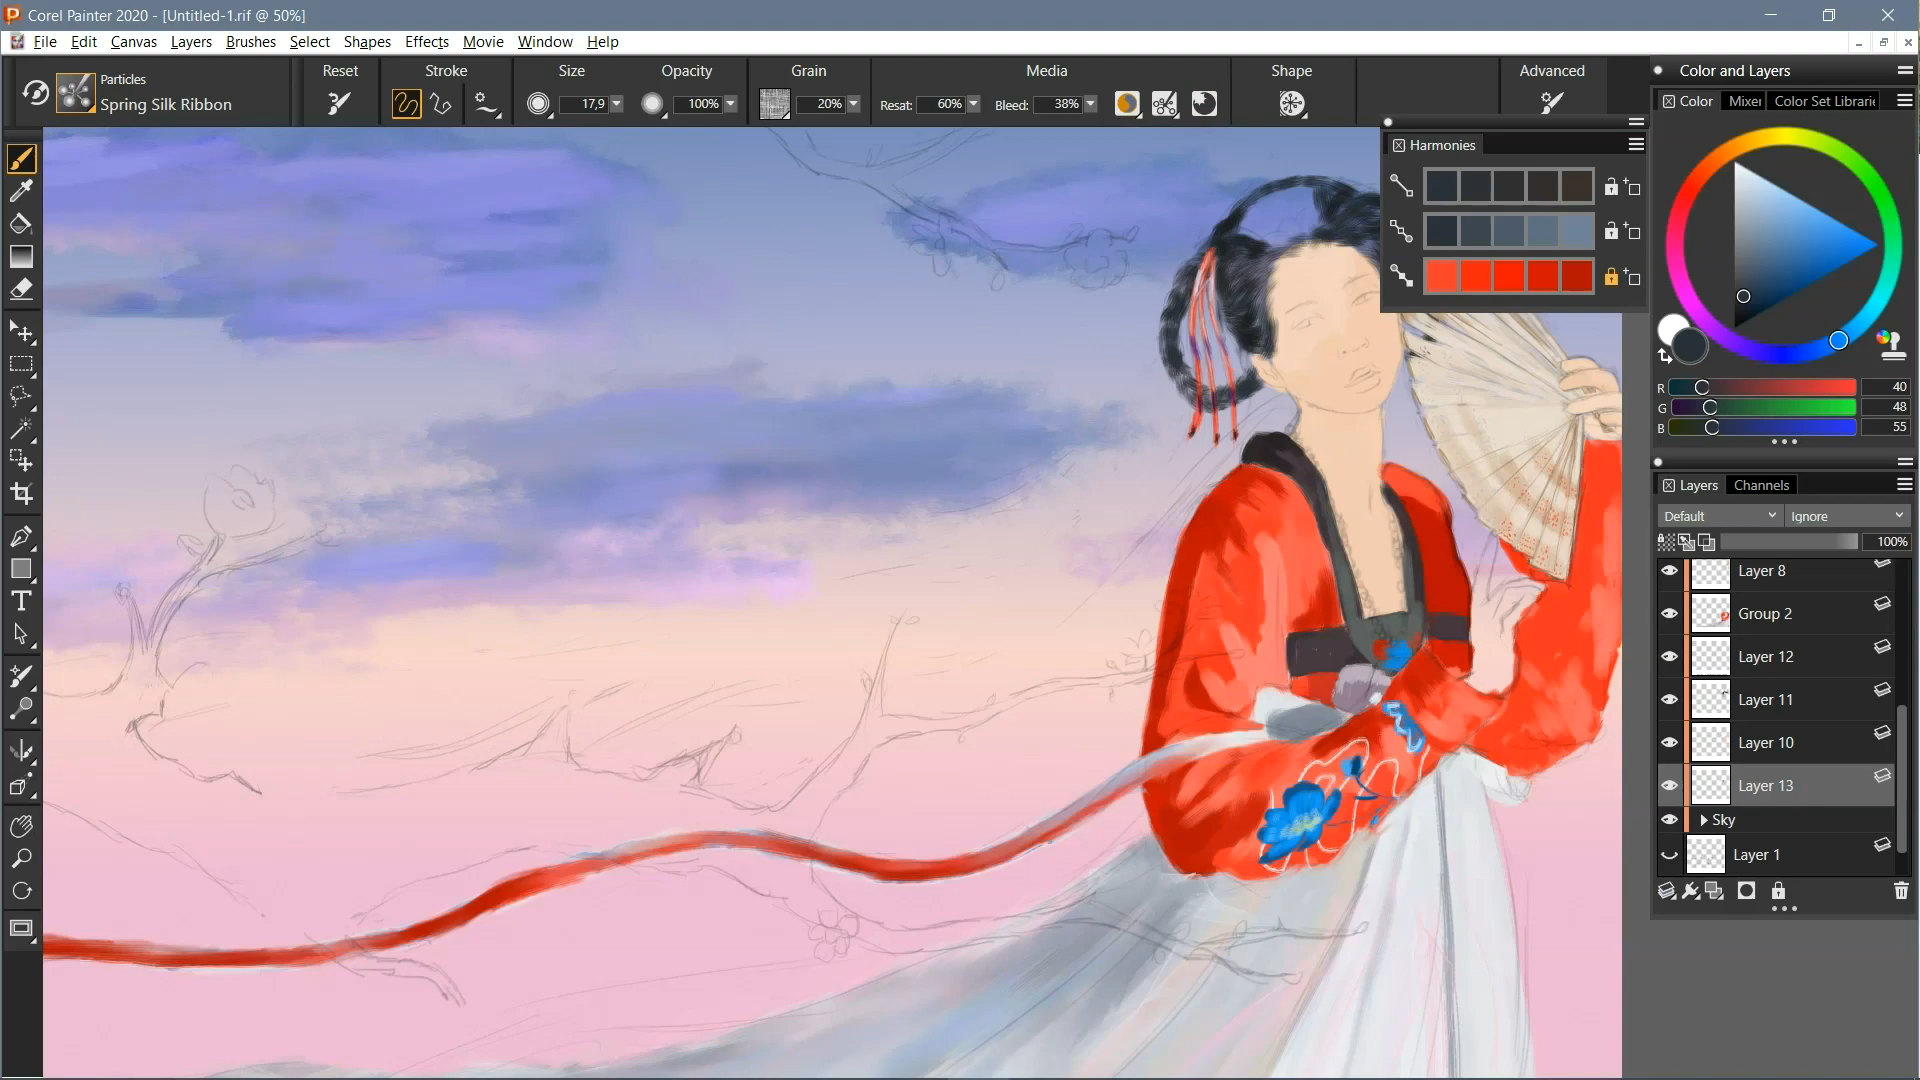 Corel Painter 2020 - [Untitled-1.rif @ 50%]
File Edit Canvas Layers Brushes Select Shapes Effects Movie Window Help
Particles
Spring Silk Ribbon
Reset
Stroke
Size
17,9
Opacity
100%
Grain
20%
Media
Resat: 60% Bleed: 38%
Shape
Advanced
Harmonies
Color and Layers
Color Mixer Color Set Librarie
R 40
G 48
B 55
Layers Channels
Default Ignore
100%
Layer 8
Group 2
Layer 12
Layer 11
Layer 10
Layer 13
Sky
Layer 1
T